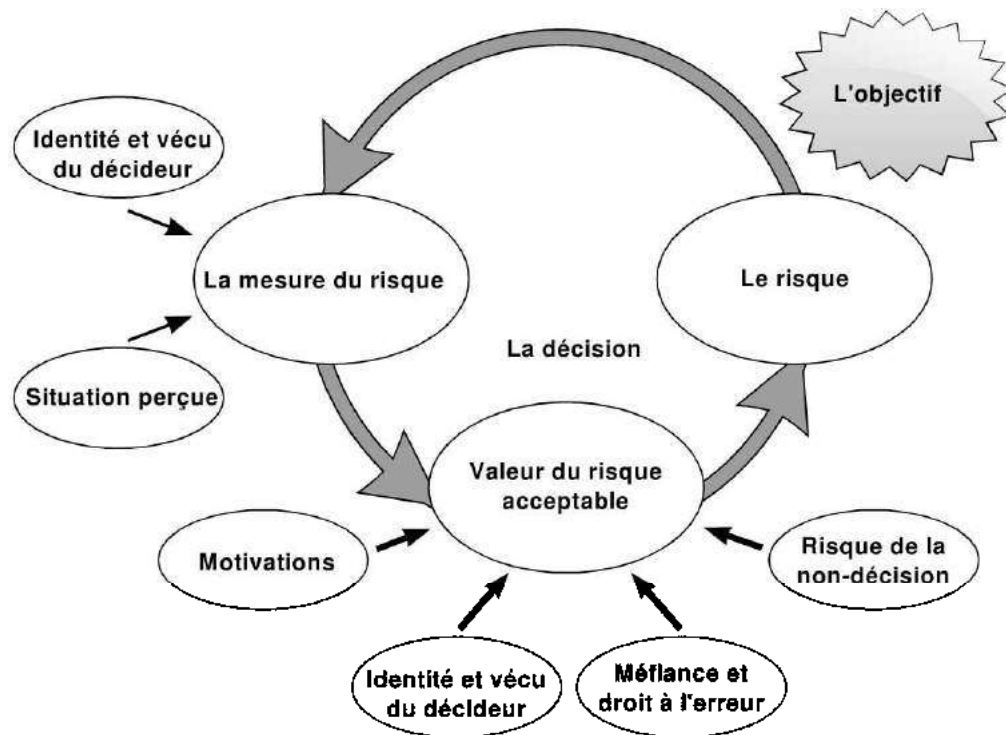 L'objectif
Identité et vécu
du décideur
La mesure du risque
Le risque
La décision
Situation perçue
Valeur du risque
acceptable
Motivations
Risque de la
non-décision
Identité et vécu
du décideur
Méfiance et
droit à l'erreur